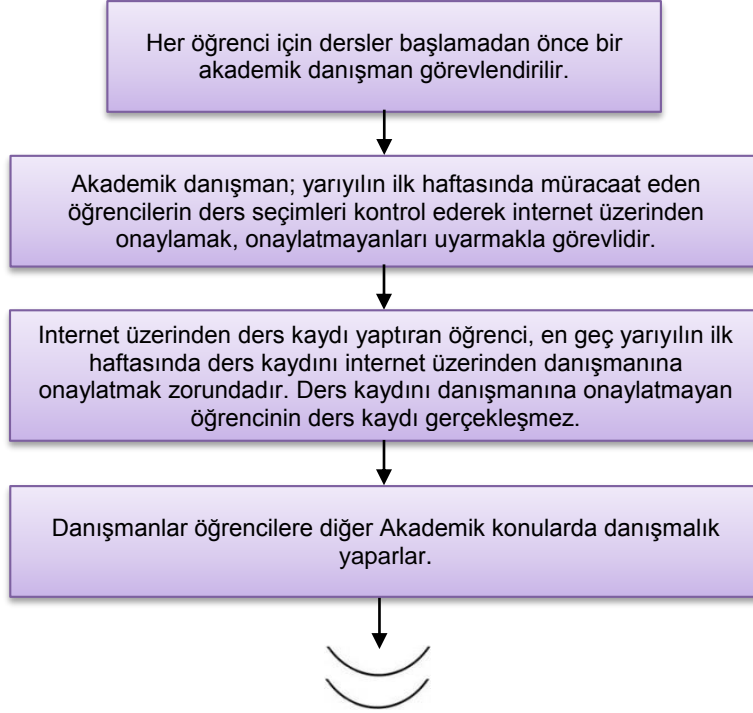 Her öğrenci için dersler başlamadan önce bir
akademik danışman görevlendirilir.
Akademik danışman; yarıyılın ilk haftasında müracaat eden
öğrencilerin ders seçimleri kontrol ederek internet üzerinden
onaylamak, onaylatmayanları uyarmakla görevlidir.
Internet üzerinden ders kaydı yaptıran öğrenci, en geç yarıyılın ilk
haftasında ders kaydını internet üzerinden danışmanına
onaylatmak zorundadır. Ders kaydını danışmanına onaylatmayan
öğrencinin ders kaydı gerçekleşmez.
Danışmanlar öğrencilere diğer Akademik konularda danışmalık
yaparlar.